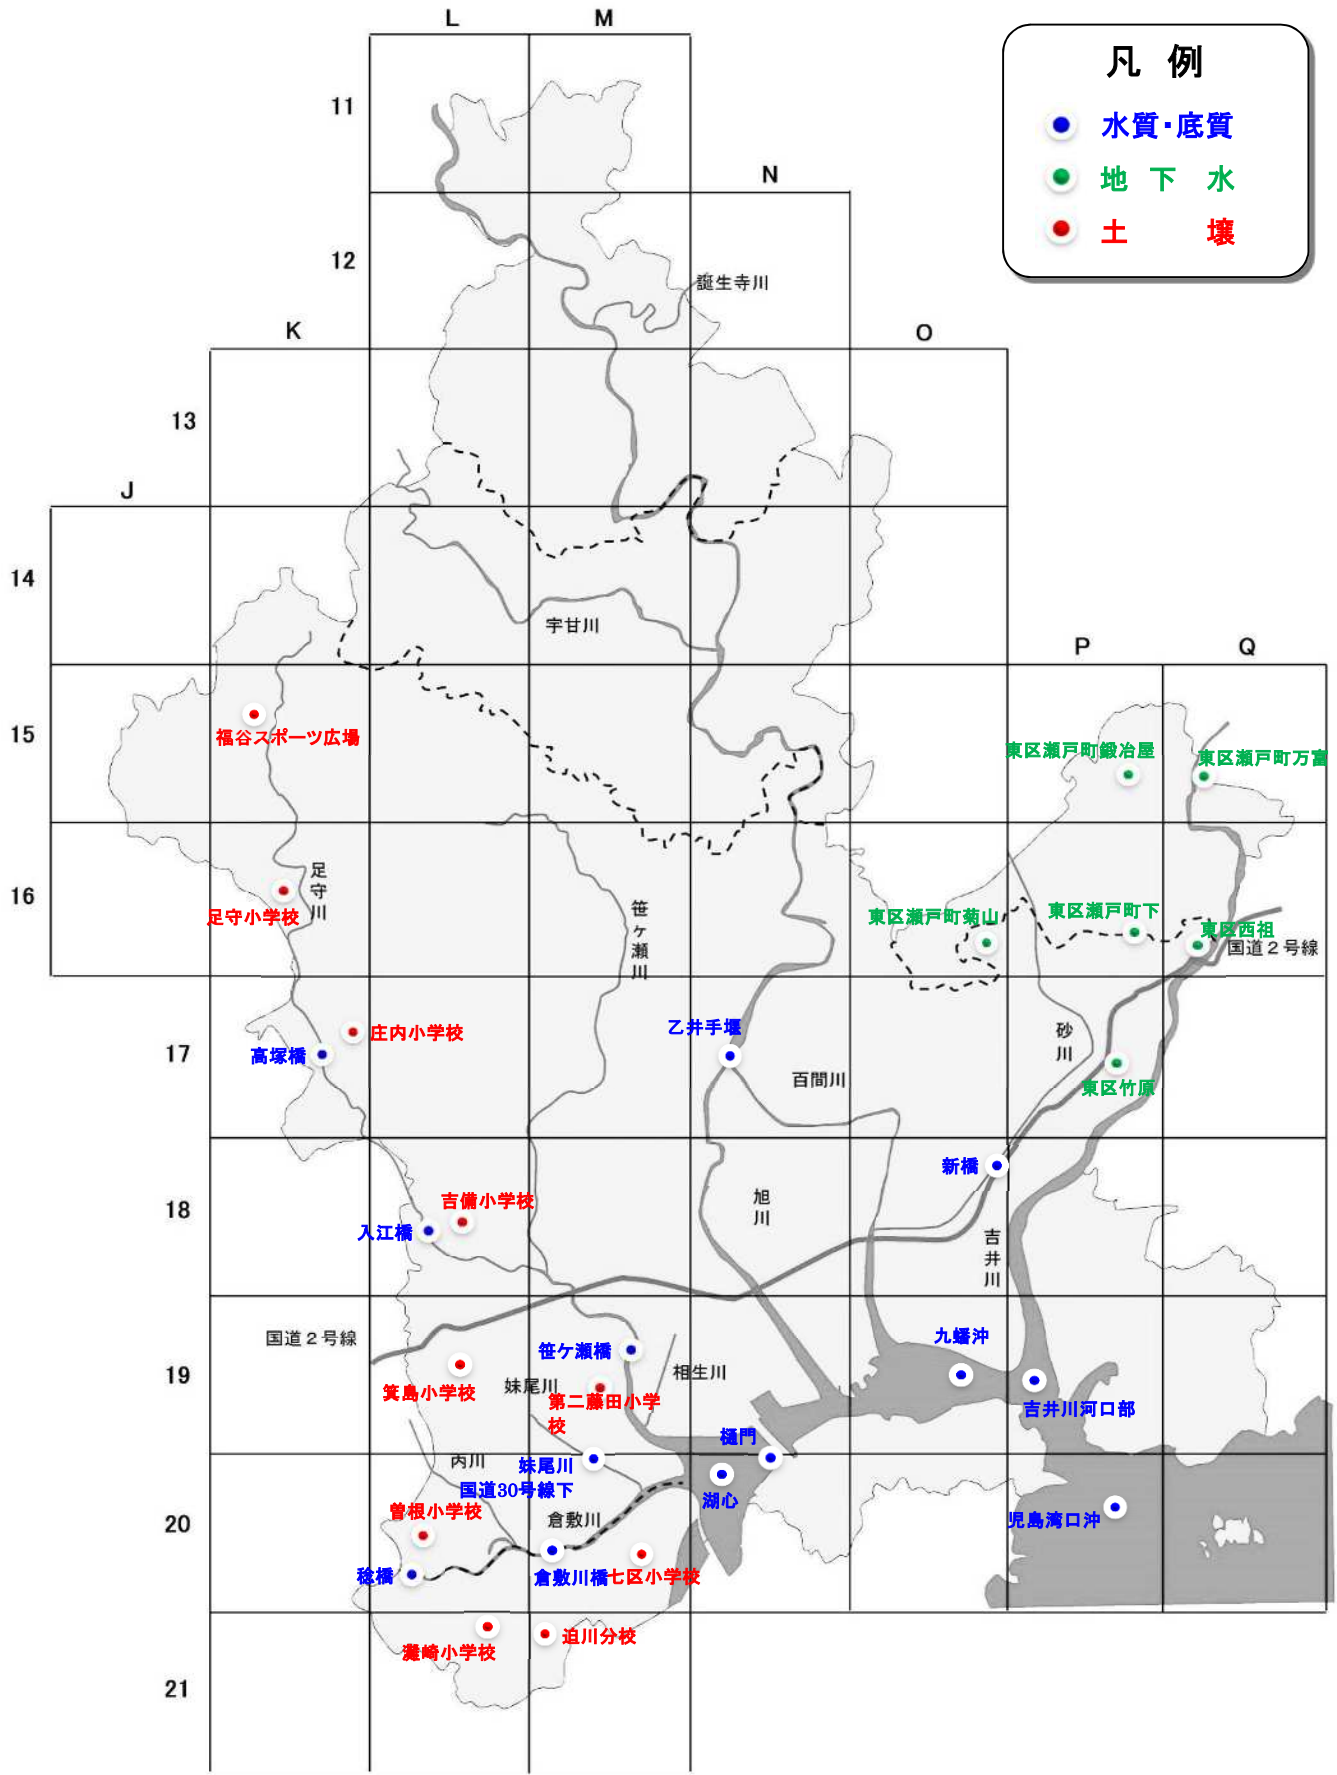 L
M
凡 例
水質・底質
地 下 水
土 壌
11
N
12
誕生寺川
K
O
13
J
14
宇甘川
P
Q
15
福谷スポーツ広場
東区瀬戸町鍛冶屋
東区瀬戸町万富
16
足守川
足守小学校
笹ヶ瀬川
東区瀬戸町菊山
東区瀬戸町下
東区西祖
国道２号線
17
高塚橋
庄内小学校
乙井手堰
百間川
砂川
東区竹原
18
入江橋
吉備小学校
旭川
新橋
吉井川
国道２号線
19
箕島小学校
笹ケ瀬橋
妹尾川
第二藤田小学
校
相生川
九蟠沖
吉井川河口部
樋門
内川
妹尾川
国道30号線下
湖心
20
曽根小学校
倉敷川
児島湾口沖
稔橋
倉敷川橋
七区小学校
灘崎小学校
迫川分校
21